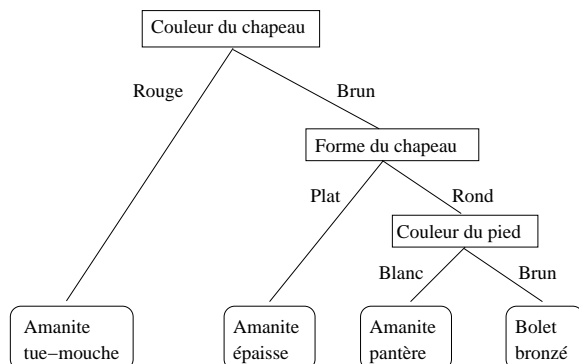 Couleur du chapeau
Rouge
Brun
Forme du chapeau
Plat
Rond
Couleur du pied
Blanc
Brun
Amanite
tue−mouche
Amanite
épaisse
Amanite
pantère
Bolet
bronzé